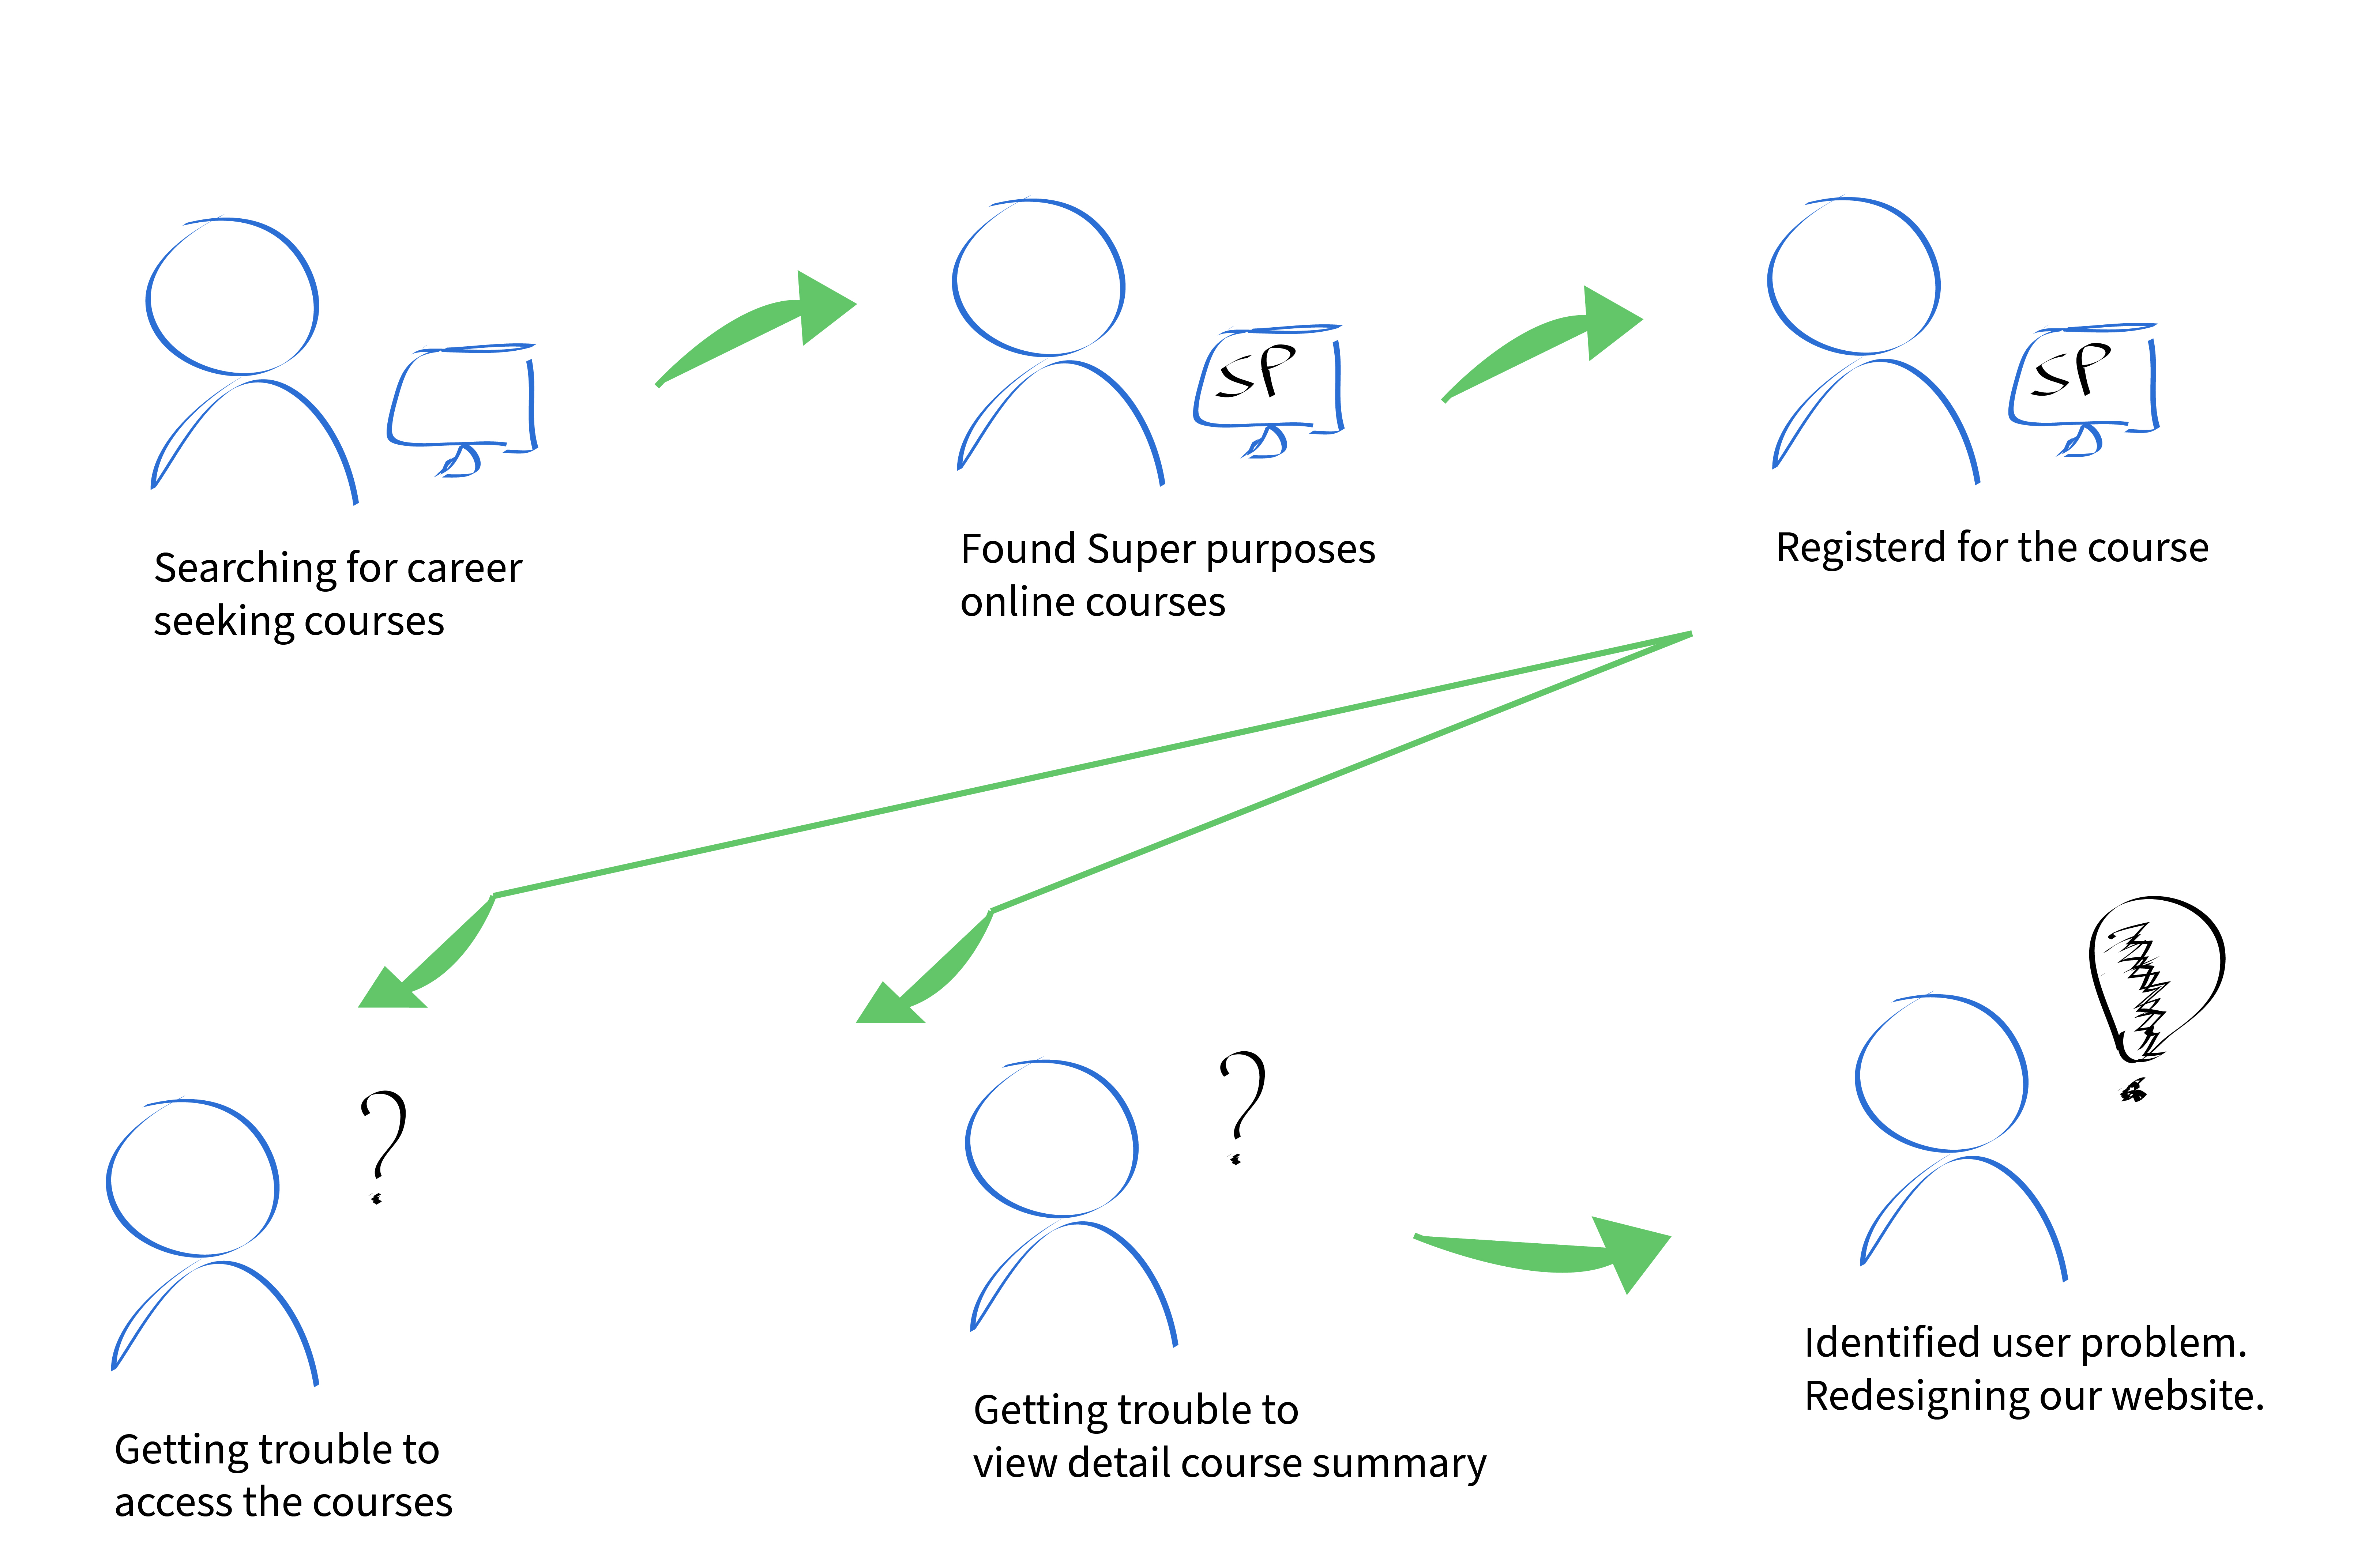 SP
SP
Searching for career
seeking courses
Found Super purposes
online courses
Registerd for the course
?
?
Getting trouble to
access the courses
Getting trouble to
view detail course summary
Identified user problem.
Redesigning our website.